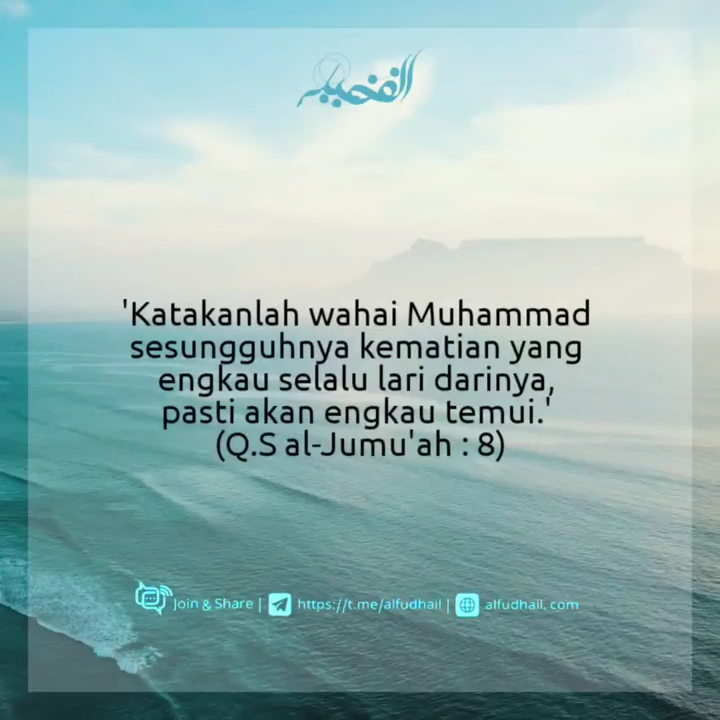 الفضيل
'Katakanlah wahai Muhammad
sesungguhnya kematian yang
engkau selalu lari darinya,
pasti akan engkau temui.'
(Q.S al-Jumu'ah : 8)
Join & Share | https://t.me/alfudhail | alfudhail. com